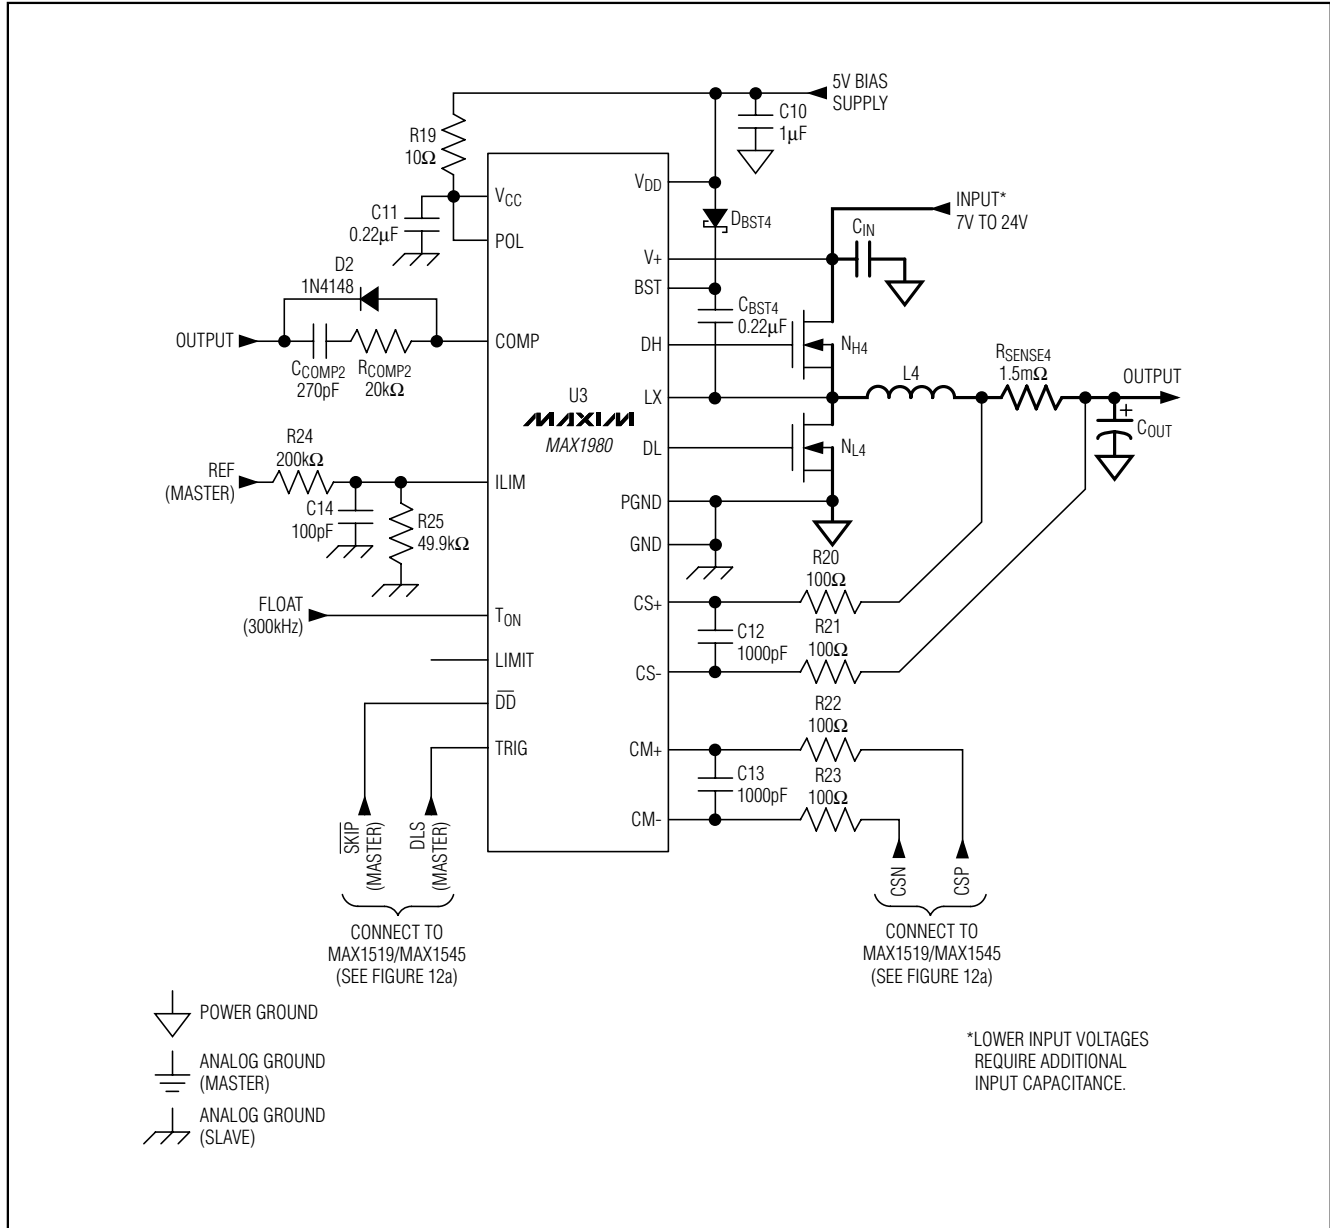 5V BIAS
SUPPLY
C10
1µF
R19
10Ω
VCC
C11
0.22µF
POL
VDD
DBST4
INPUT*
7V TO 24V
CIN
V+
BST
CBST4
0.22µF
D2
1N4148
OUTPUT
CCOMP2
270pF
RCOMP2
20kΩ
COMP
DH
NH4
U3
MAXIM
MAX1980
LX
L4
RSENSE4
1.5mΩ
OUTPUT
+
COUT
DL
NL4
R24
200kΩ
REF
(MASTER)
ILIM
C14
100pF
R25
49.9kΩ
PGND
GND
R20
100Ω
CS+
C12
1000pF
R21
100Ω
CS-
FLOAT
(300kHz)
TON
LIMIT
DD
TRIG
R22
100Ω
CM+
C13
1000pF
R23
100Ω
CM-
SKIP
(MASTER)
DLS
(MASTER)
CSN
CSP
CONNECT TO
MAX1519/MAX1545
(SEE FIGURE 12a)
CONNECT TO
MAX1519/MAX1545
(SEE FIGURE 12a)
POWER GROUND
ANALOG GROUND
(MASTER)
ANALOG GROUND
(SLAVE)
*LOWER INPUT VOLTAGES
REQUIRE ADDITIONAL
INPUT CAPACITANCE.